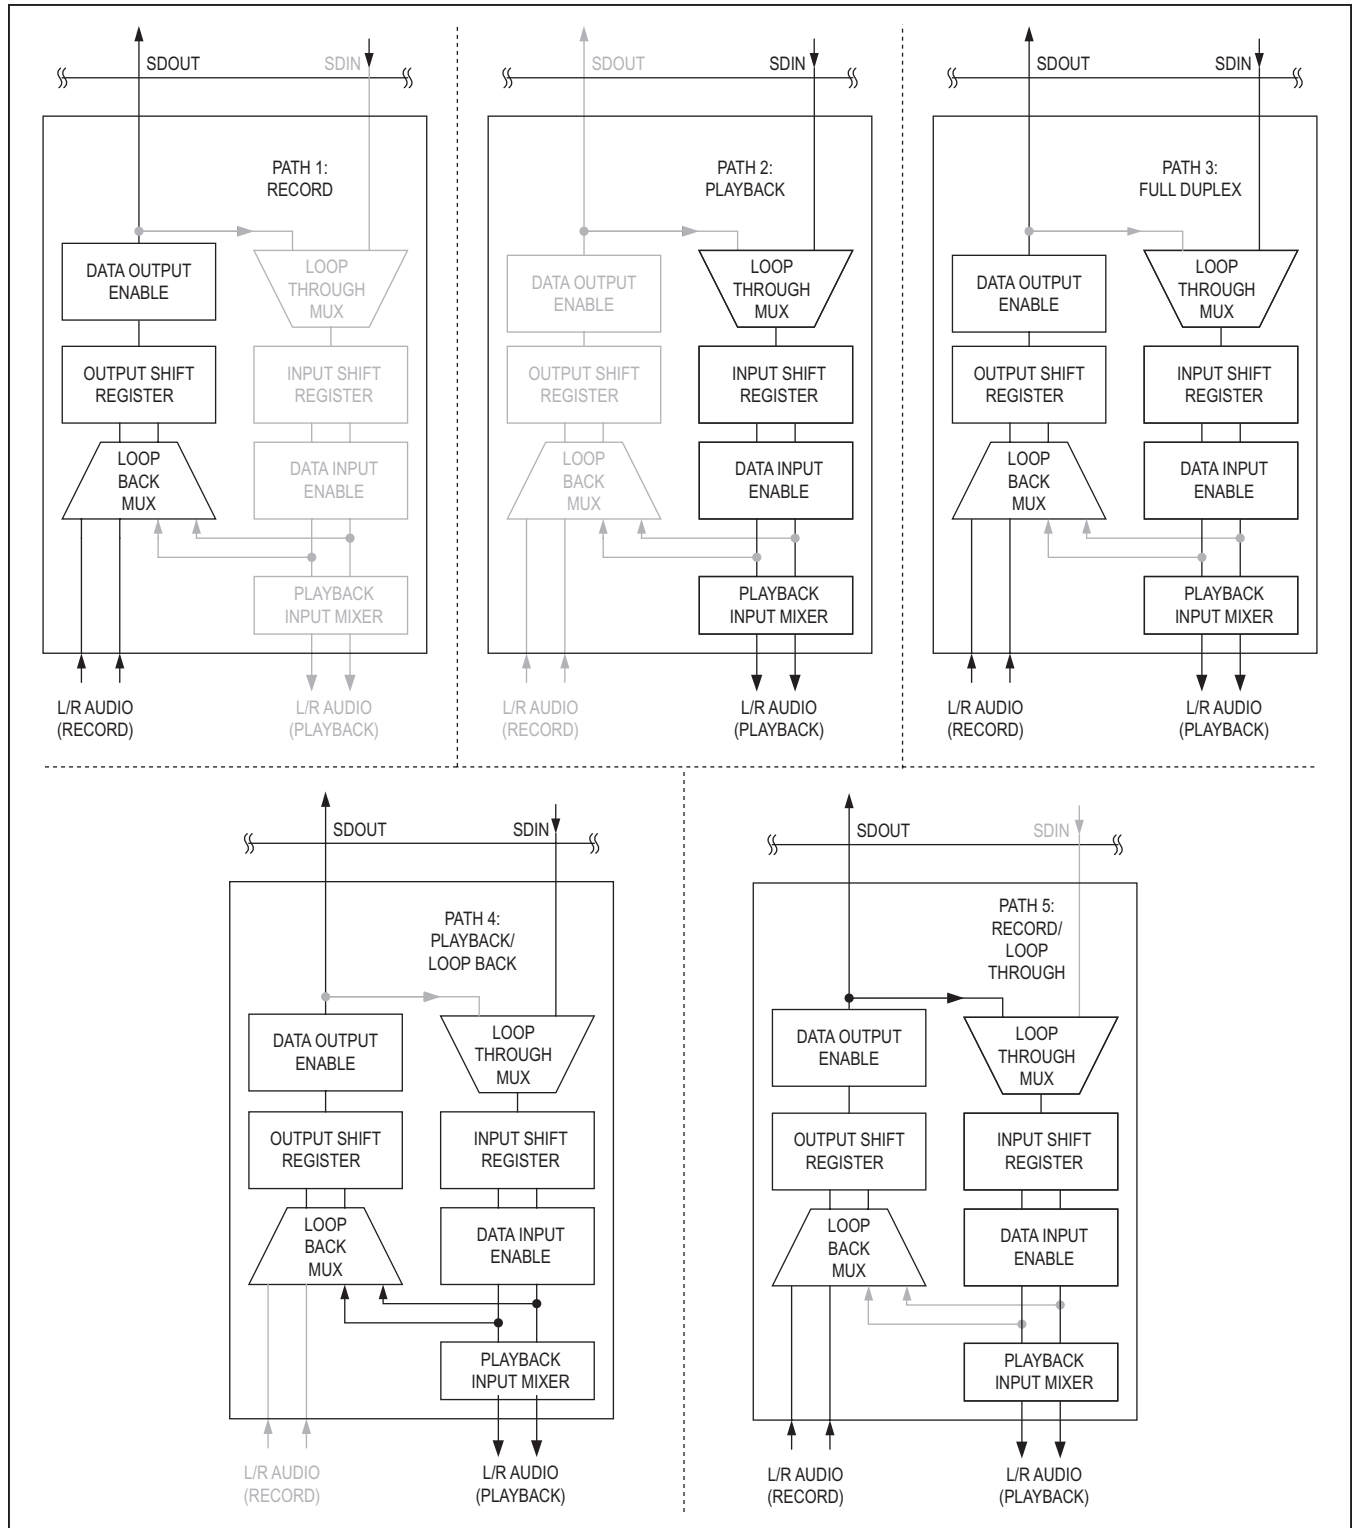 SDOUT
SDIN
PATH 1:
RECORD
DATA OUTPUT
ENABLE
LOOP
THROUGH
MUX
OUTPUT SHIFT
REGISTER
INPUT SHIFT
REGISTER
LOOP
BACK
MUX
DATA INPUT
ENABLE
PLAYBACK
INPUT MIXER
L/R AUDIO
(RECORD)
L/R AUDIO
(PLAYBACK)
SDOUT
SDIN
PATH 2:
PLAYBACK
DATA OUTPUT
ENABLE
LOOP
THROUGH
MUX
OUTPUT SHIFT
REGISTER
INPUT SHIFT
REGISTER
LOOP
BACK
MUX
DATA INPUT
ENABLE
PLAYBACK
INPUT MIXER
L/R AUDIO
(RECORD)
L/R AUDIO
(PLAYBACK)
SDOUT
SDIN
PATH 3:
FULL DUPLEX
DATA OUTPUT
ENABLE
LOOP
THROUGH
MUX
OUTPUT SHIFT
REGISTER
INPUT SHIFT
REGISTER
LOOP
BACK
MUX
DATA INPUT
ENABLE
PLAYBACK
INPUT MIXER
L/R AUDIO
(RECORD)
L/R AUDIO
(PLAYBACK)
SDOUT
SDIN
PATH 4:
PLAYBACK/
LOOP BACK
DATA OUTPUT
ENABLE
LOOP
THROUGH
MUX
OUTPUT SHIFT
REGISTER
INPUT SHIFT
REGISTER
LOOP
BACK
MUX
DATA INPUT
ENABLE
PLAYBACK
INPUT MIXER
L/R AUDIO
(RECORD)
L/R AUDIO
(PLAYBACK)
SDOUT
SDIN
PATH 5:
RECORD/
LOOP
THROUGH
DATA OUTPUT
ENABLE
LOOP
THROUGH
MUX
OUTPUT SHIFT
REGISTER
INPUT SHIFT
REGISTER
LOOP
BACK
MUX
DATA INPUT
ENABLE
PLAYBACK
INPUT MIXER
L/R AUDIO
(RECORD)
L/R AUDIO
(PLAYBACK)